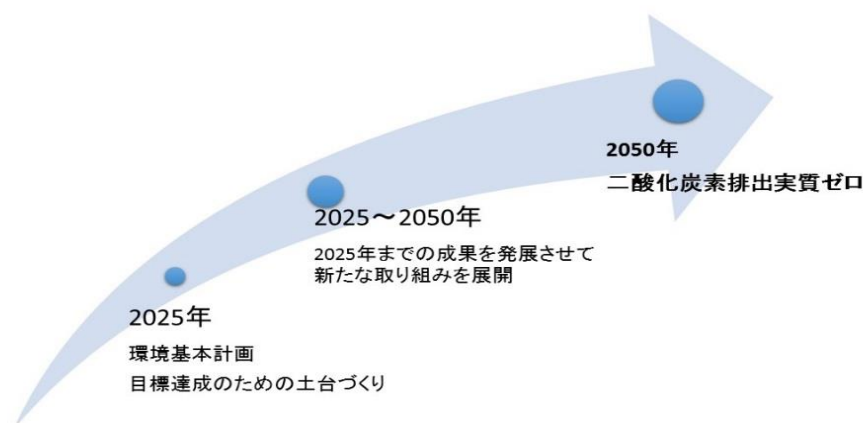 2050年
二酸化炭素排出実質ゼロ
2025～2050年
2025年までの成果を発展させて
新たな取り組みを展開
2025年
環境基本計画
目標達成のための土台づくり